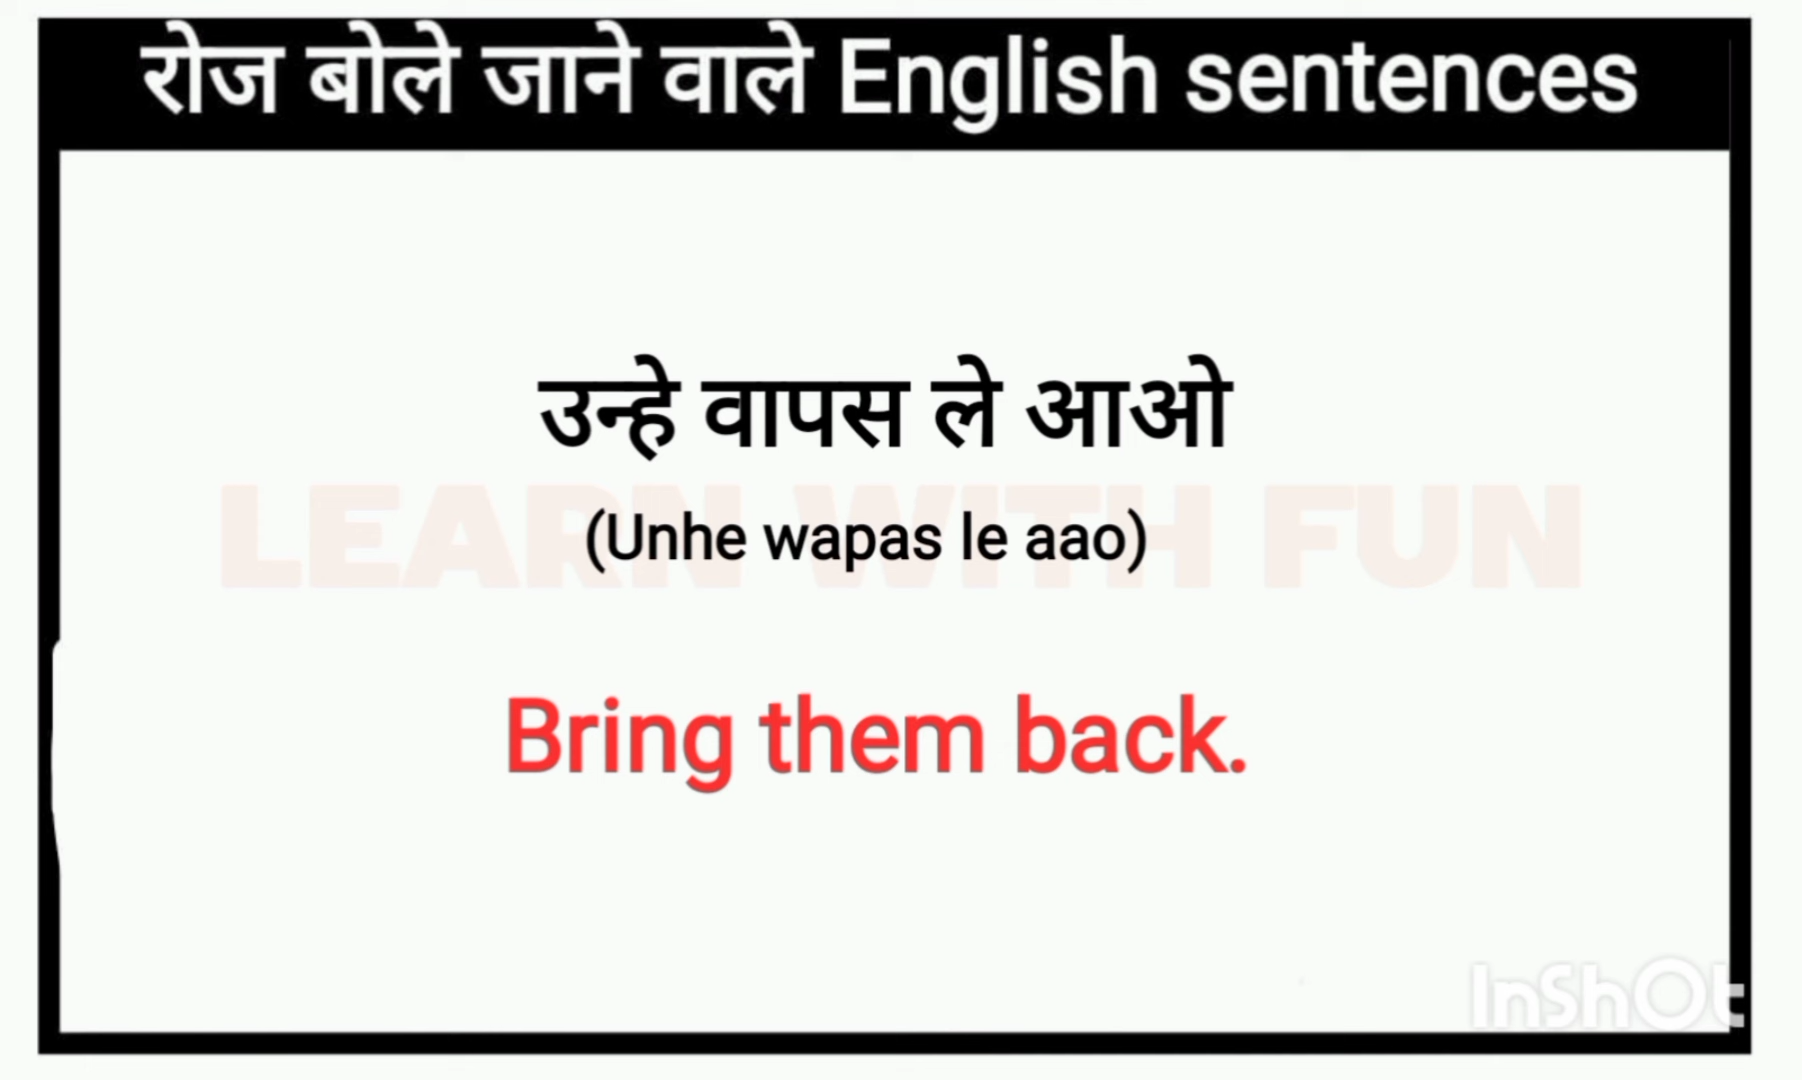 रोज बोले जाने वाले English sentences
उन्हे वापस ले आओ
LEARN WITH FUN
(Unhe wapas le aao)
Bring them back.
InShOt